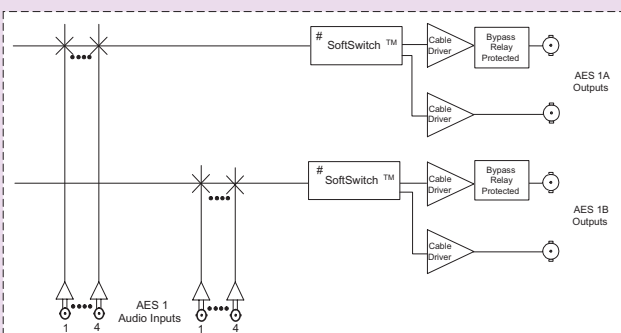 #
SoftSwitch ™
Cable
Driver
Bypass
Relay
Protected
AES 1A
Outputs
Cable
Driver
#
SoftSwitch ™
Cable
Driver
Bypass
Relay
Protected
AES 1B
Outputs
Cable
Driver
AES 1
Audio Inputs
1 4 1 4